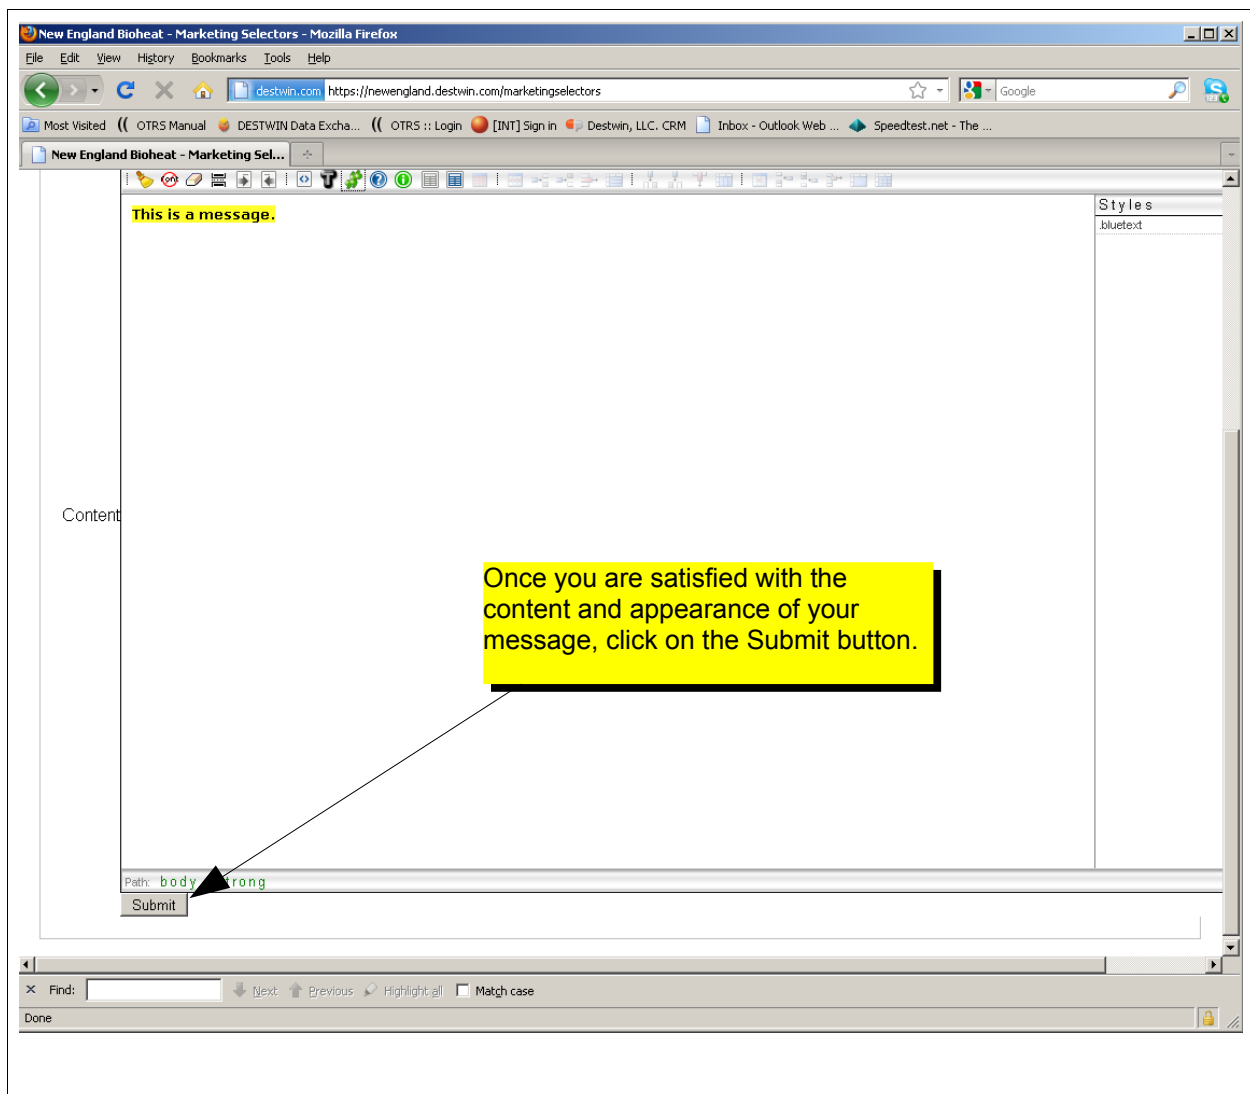 New England Bioheat - Marketing Selectors - Mozilla Firefox
File Edit View History Bookmarks Tools Help
destwin.com https://newengland.destwin.com/marketingselectors Google
Most Visited OTRS Manual DESTWIN Data Excha... OTRS :: Login [INT] Sign in Destwin, LLC. CRM Inbox - Outlook Web ... Speedtest.net - The ...
New England Bioheat - Marketing Sel...
This is a message.
Styles
.bluetext
Content
Once you are satisfied with the
content and appearance of your
message, click on the Submit button.
Path: body trong
Submit
× Find: Next Previous Highlight all Match case
Done